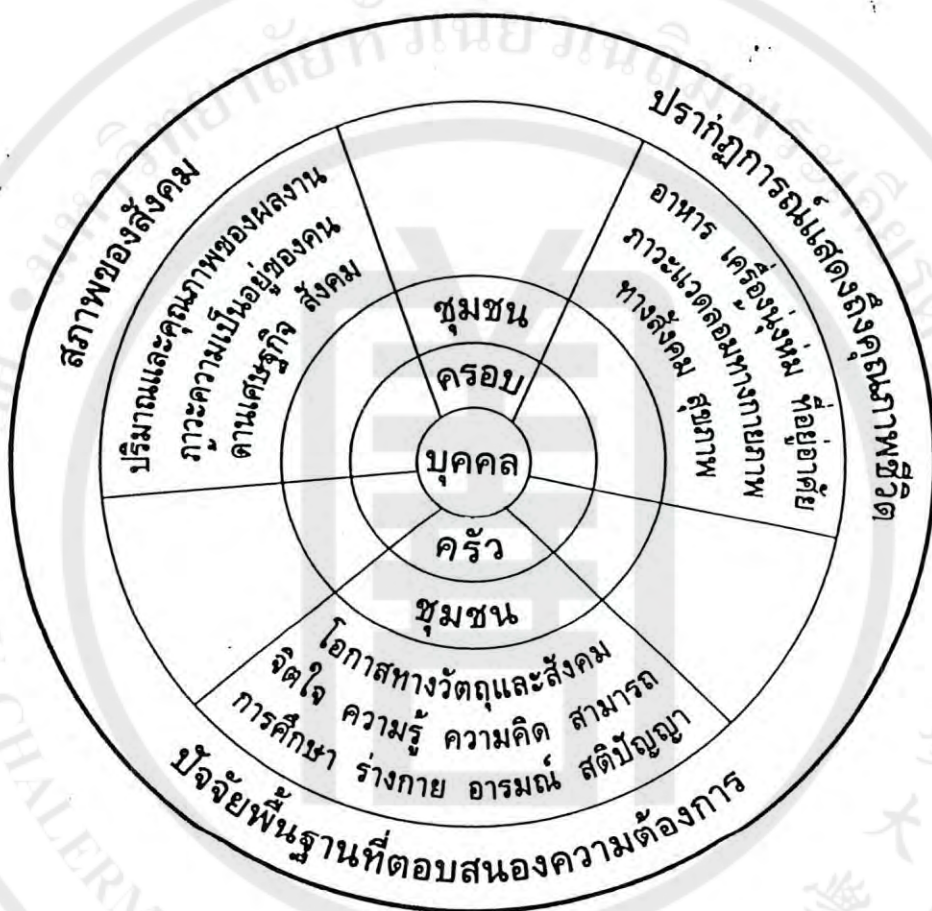 สภาพของสังคม
ปริมาณและคุณภาพของผลงาน
ภาวะความเป็นอยู่ของคน
ด้านเศรษฐกิจ สังคม
ปรากฏการณ์แสดงถึงคุณภาพชีวิต
อาหาร เครื่องนุ่งห่ม ที่อยู่อาศัย
ภาวะแวดล้อมทางกายภาพ
ทางสังคม สุขภาพ
ชุมชน
ครอบ
บุคคล
ครัว
ชุมชน
โอกาสทางวัตถุและสังคม
จิตใจ ความรู้ ความคิด สามารถ
การศึกษา ร่างกาย อารมณ์ สติปัญญา
ปัจจัยพื้นฐานที่ตอบสนองความต้องการ